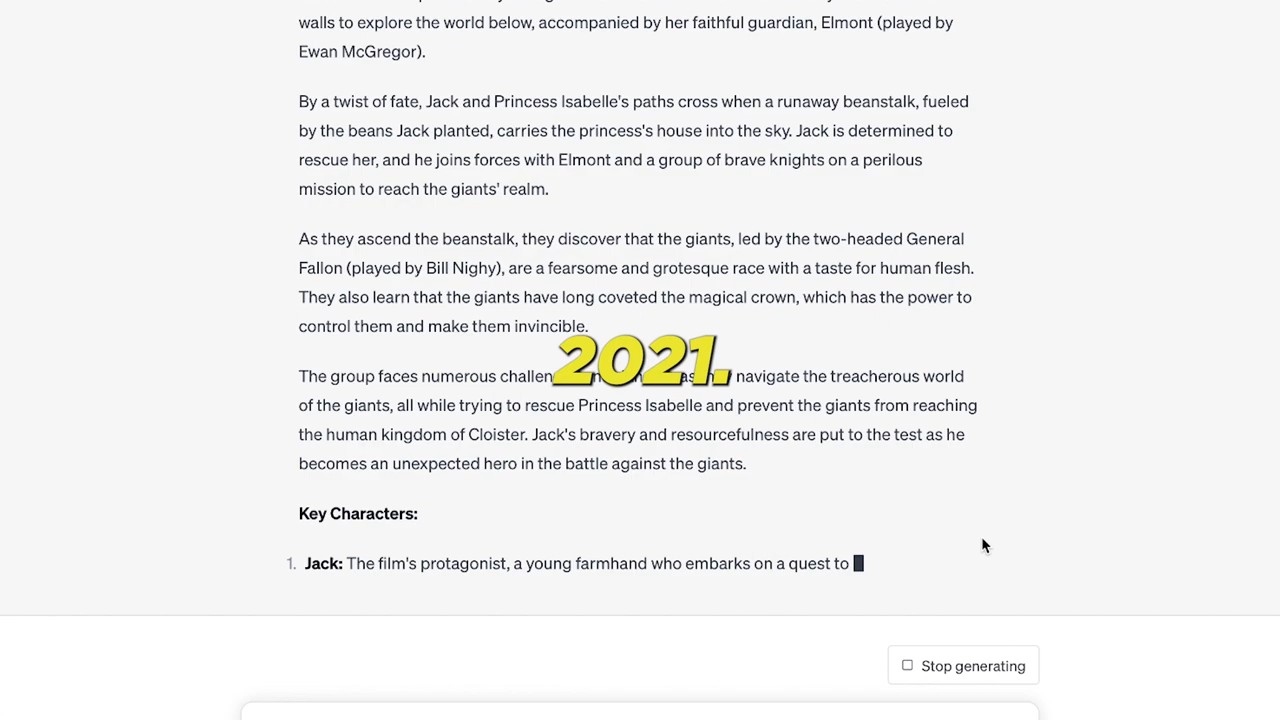 walls to explore the world below, accompanied by her faithful guardian, Elmont (played by
Ewan McGregor).
By a twist of fate, Jack and Princess Isabelle's paths cross when a runaway beanstalk, fueled
by the beans Jack planted, carries the princess's house into the sky. Jack is determined to
rescue her, and he joins forces with Elmont and a group of brave knights on a perilous
mission to reach the giants' realm.
As they ascend the beanstalk, they discover that the giants, led by the two-headed General
Fallon (played by Bill Nighy), are a fearsome and grotesque race with a taste for human flesh.
They also learn that the giants have long coveted the magical crown, which has the power to
control them and make them invincible.
2021.
The group faces numerous navigate the treacherous world
of the giants, all while trying to rescue Princess Isabelle and prevent the giants from reaching
the human kingdom of Cloister. Jack's bravery and resourcefulness are put to the test as he
becomes an unexpected hero in the battle against the giants.
Key Characters:
1. Jack: The film's protagonist, a young farmhand who embarks on a quest to
Stop generating